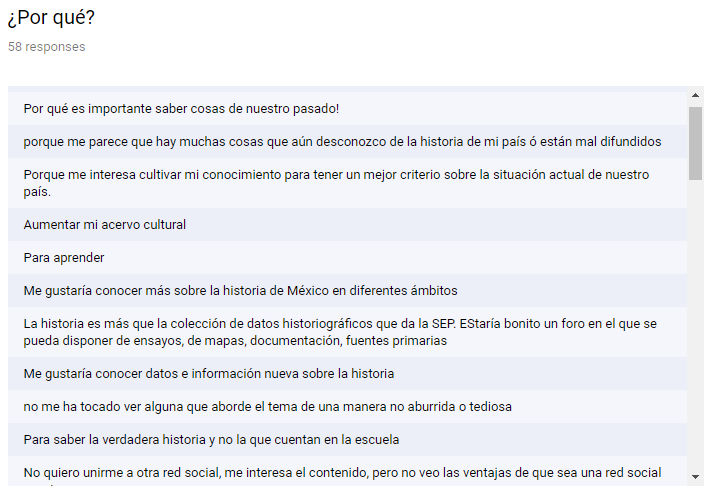 ¿Por qué?
58 responses
Por qué es importante saber cosas de nuestro pasado!
porque me parece que hay muchas cosas que aún desconozco de la historia de mi país ó están mal difundidos
Porque me interesa cultivar mi conocimiento para tener un mejor criterio sobre la situación actual de nuestro
país.
Aumentar mi acervo cultural
Para aprender
Me gustaría conocer más sobre la historia de México en diferentes ámbitos
La historia es más que la colección de datos historiográficos que da la SEP. EStaría bonito un foro en el que se
pueda disponer de ensayos, de mapas, documentación, fuentes primarias
Me gustaría conocer datos e información nueva sobre la historia
no me ha tocado ver alguna que aborde el tema de una manera no aburrida o tediosa
Para saber la verdadera historia y no la que cuentan en la escuela
No quiero unirme a otra red social, me interesa el contenido, pero no veo las ventajas de que sea una red social